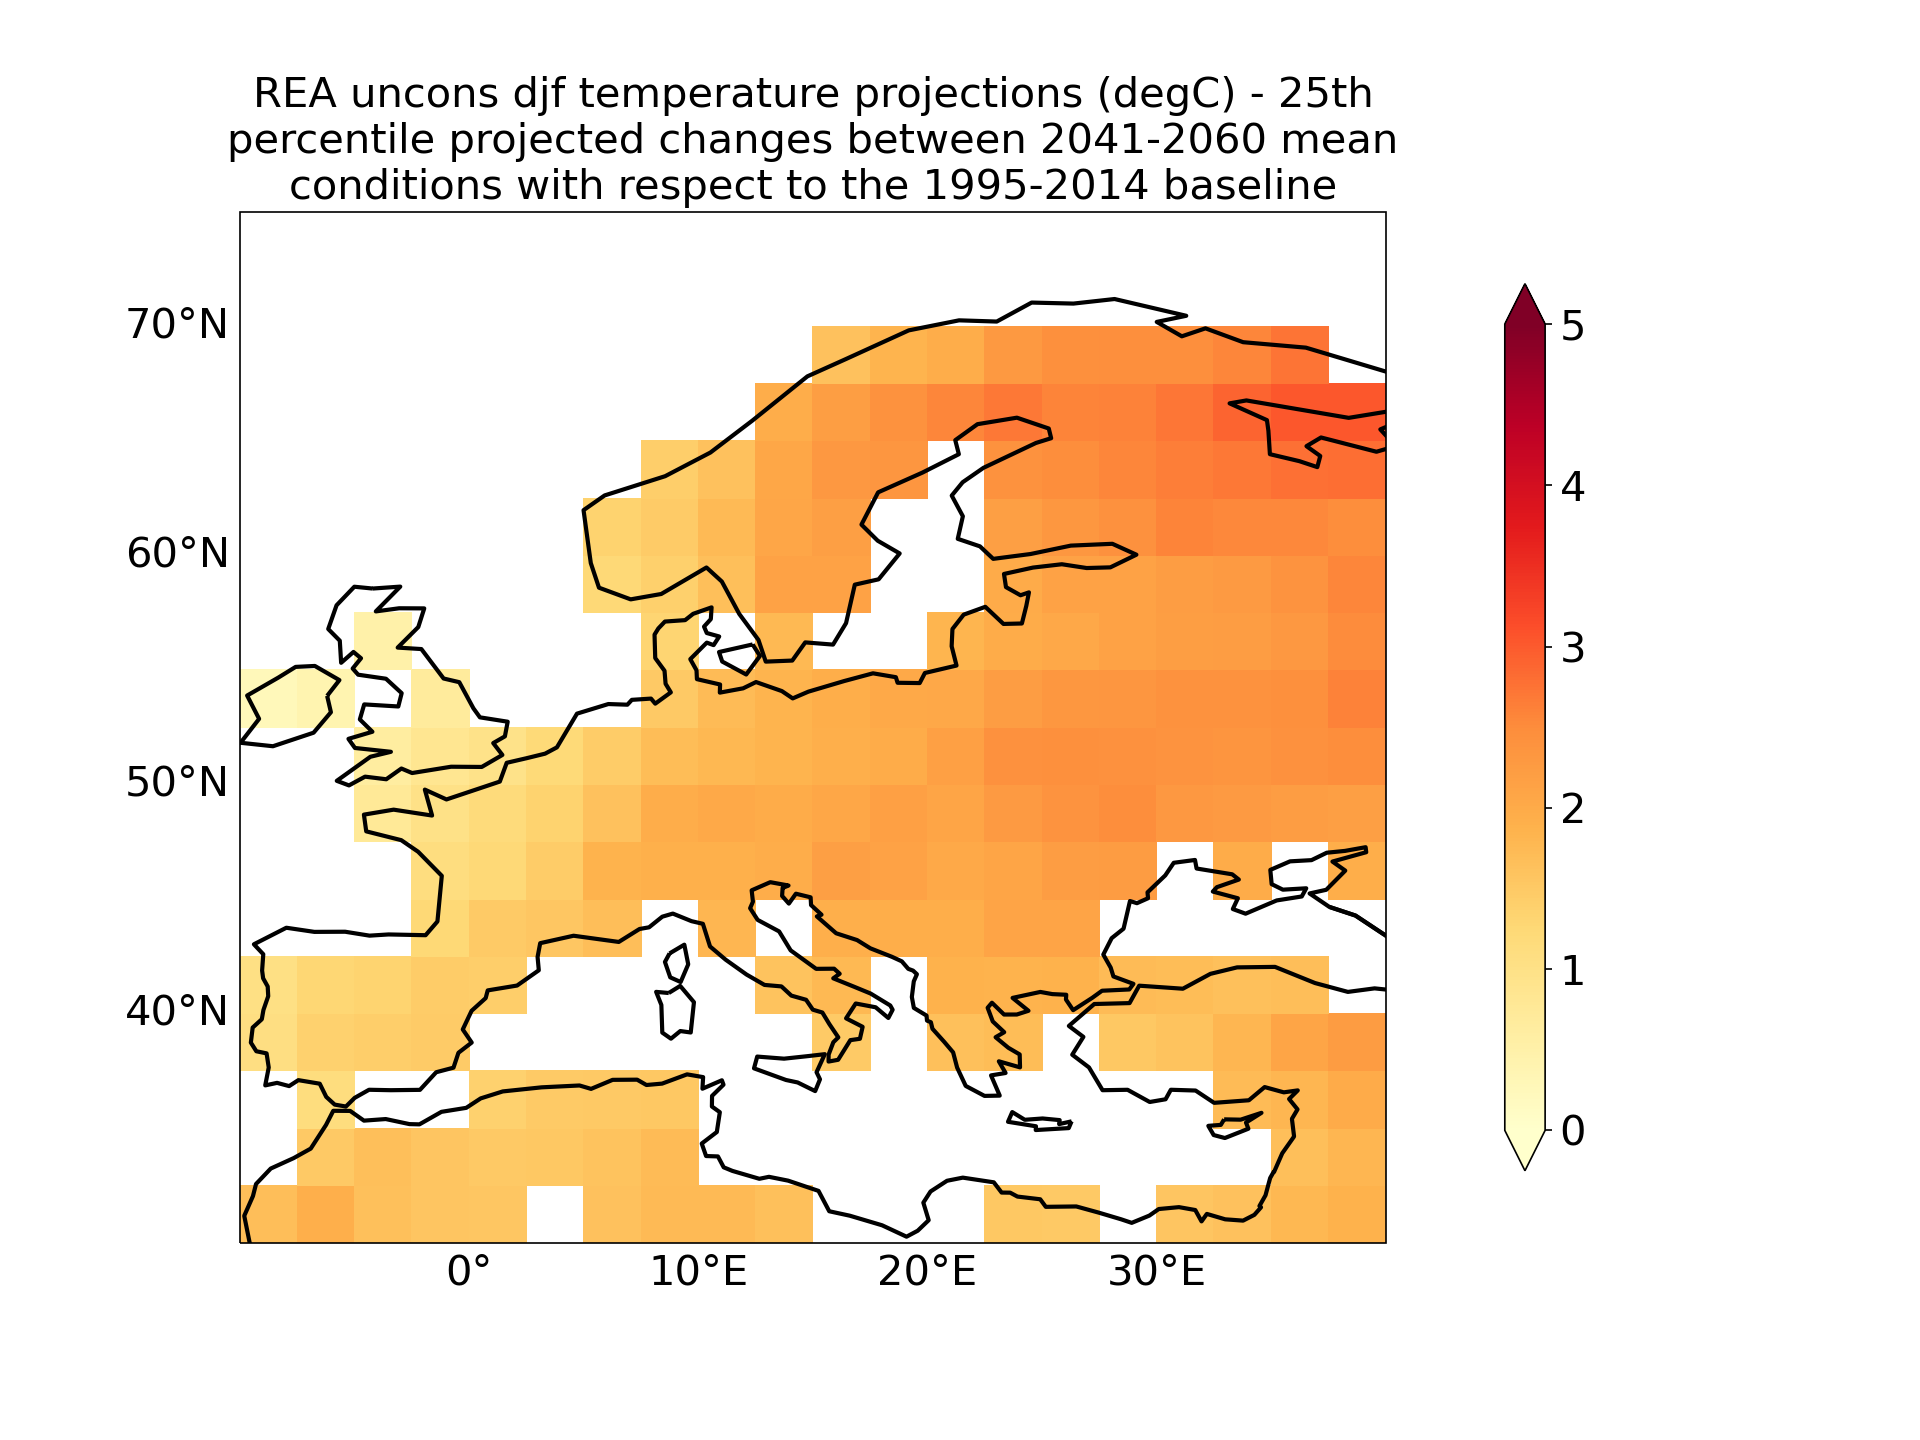 REA uncons djf temperature projections (degC) - 25th
percentile projected changes between 2041-2060 mean
conditions with respect to the 1995-2014 baseline
70°N
60°N
50°N
40°N
0°
10°E
20°E
30°E
5
4
3
2
1
0